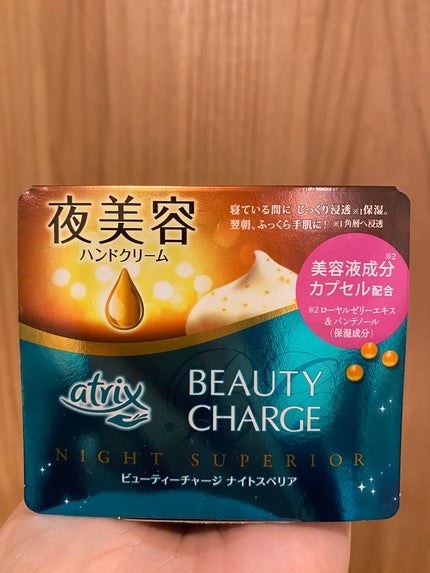 夜美容
ハンドクリーム
寝ている間に じっくり浸透※1保湿。
翌朝、ふっくら手肌に! ※1角層へ浸透
美容液成分※2
カプセル配合
※2 ローヤルゼリーエキス
&パンテノール
(保湿成分)
atrix
BEAUTY
CHARGE
NIGHT SUPERIOR
ビューティーチャージ ナイトスペリア